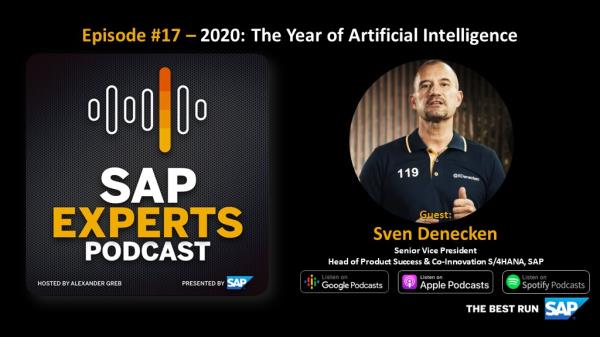 Episode #17 – 2020: The Year of Artificial Intelligence
SAP
EXPERTS
PODCAST
HOSTED BY ALEXANDER GREB
PRESENTED BY SAP
119
@SDenecken
Guest:
Sven Denecken
Senior Vice President
Head of Product Success & Co-Innovation S/4HANA, SAP
Listen on
Google Podcasts
Listen on
Apple Podcasts
Listen on
Spotify Podcasts
THE BEST RUN SAP